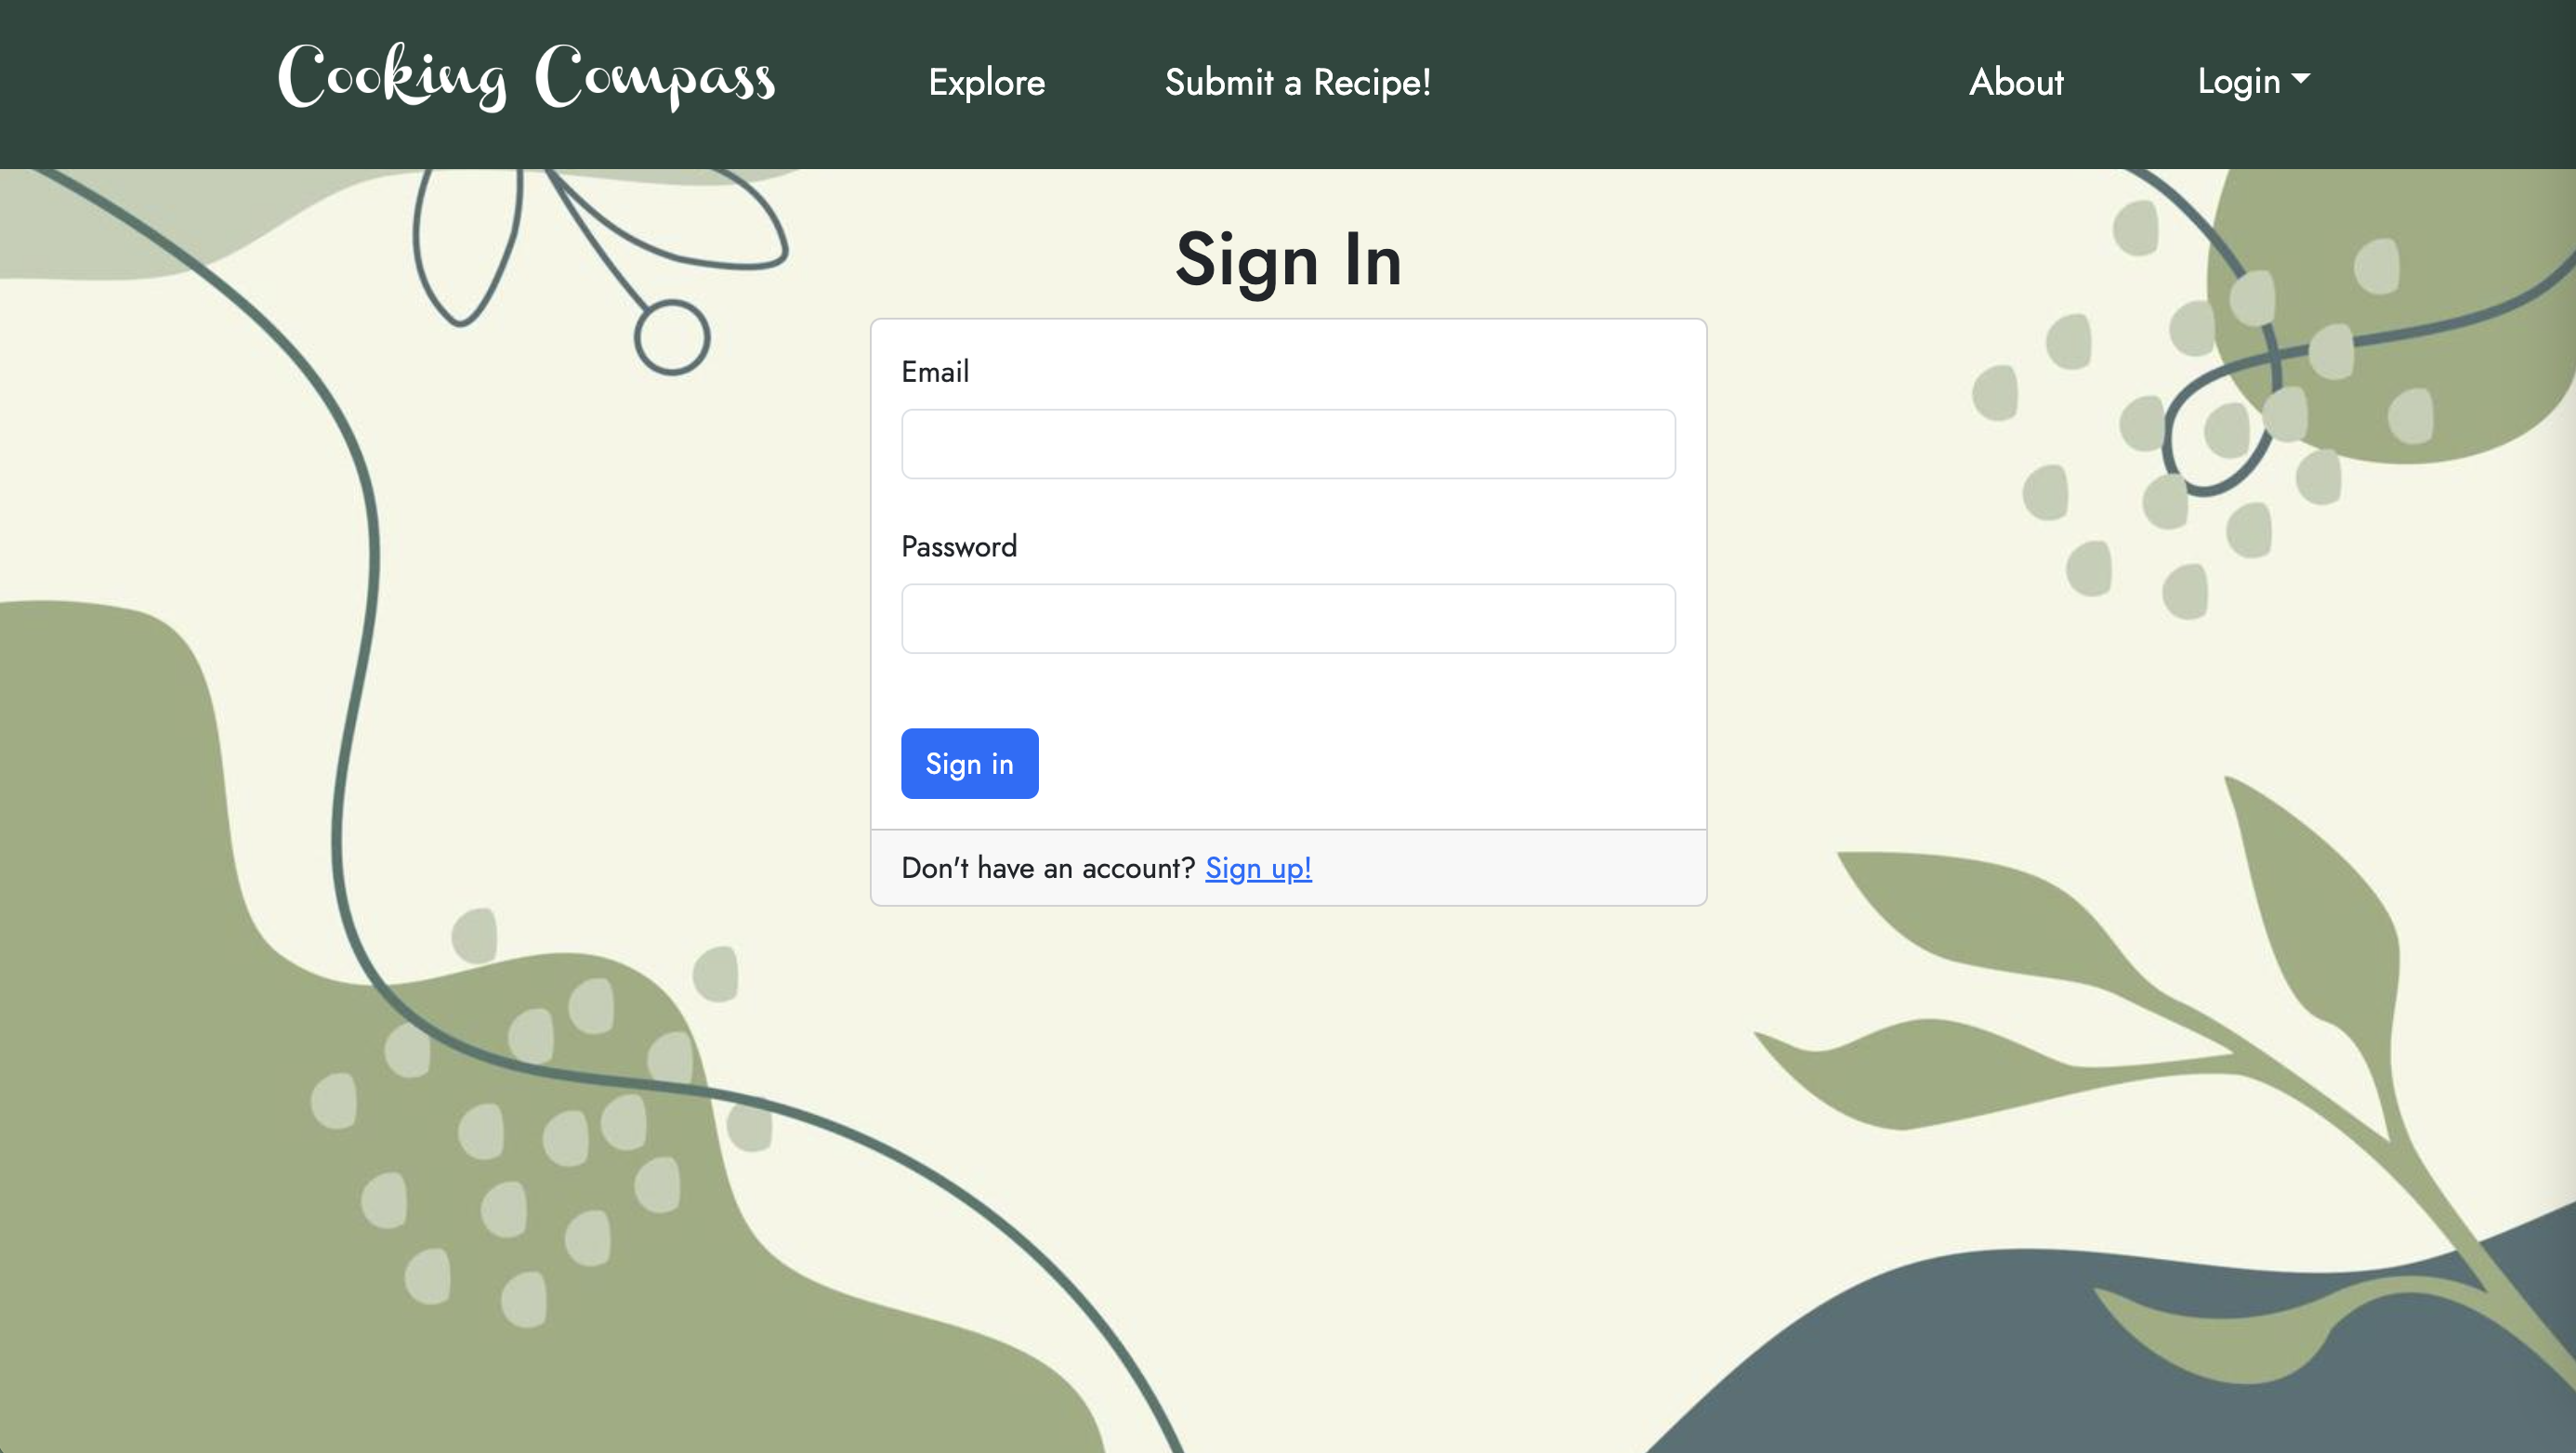 Cooking Compass Explore Submit a Recipe! About Login
Sign In
Email
Password
Sign in
Don't have an account? Sign up!